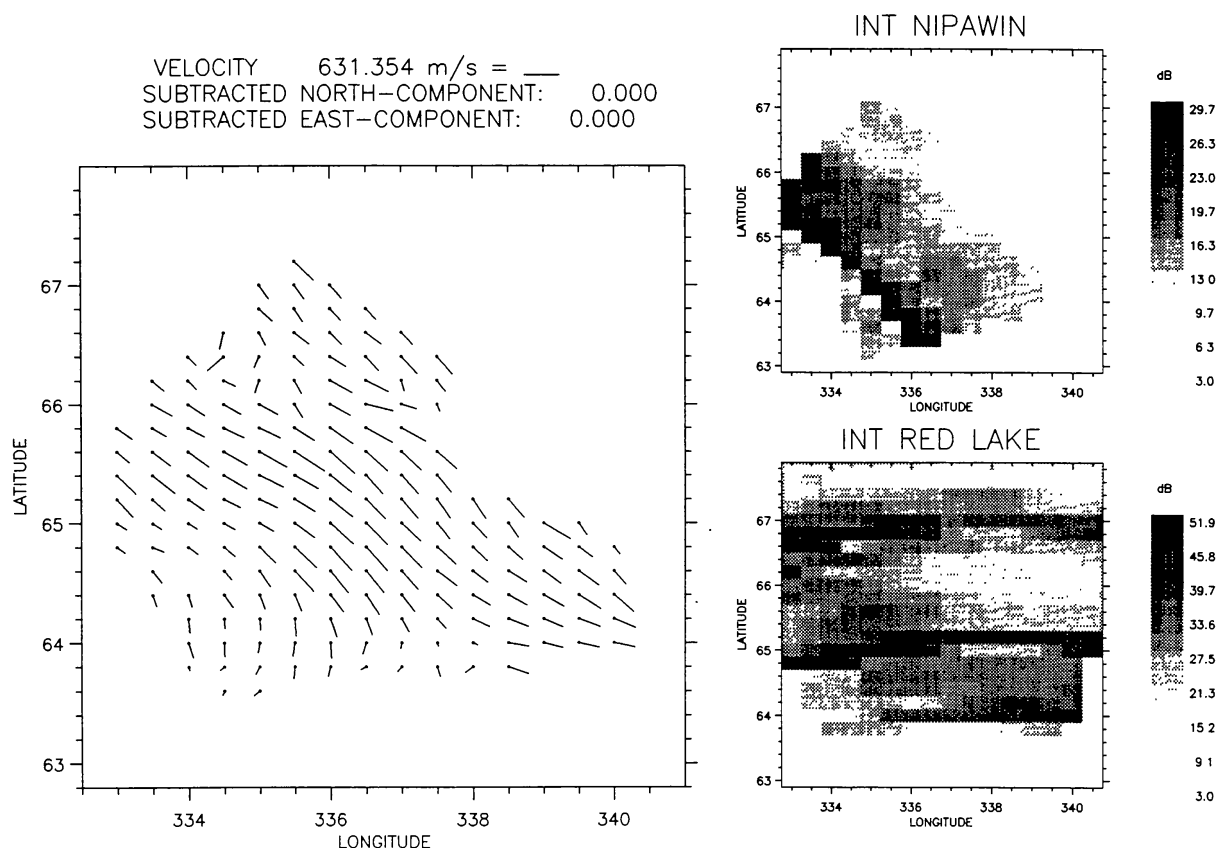 VELOCITY 631.354 m/s =
SUBTRACTED NORTH-COMPONENT: 0.000
SUBTRACTED EAST-COMPONENT: 0.000
67
66
65
64
63
LATITUDE
334 336 338 340
LONGITUDE
INT NIPAWIN
67
66
65
64
63
LATITUDE
334 336 338 340
LONGITUDE
dB
29.7
26.3
23.0
19.7
16.3
13.0
9.7
6.3
3.0
INT RED LAKE
67
66
65
64
63
LATITUDE
334 336 338 340
LONGITUDE
dB
51.9
45.8
39.7
33.6
27.5
21.3
15.2
9.1
3.0